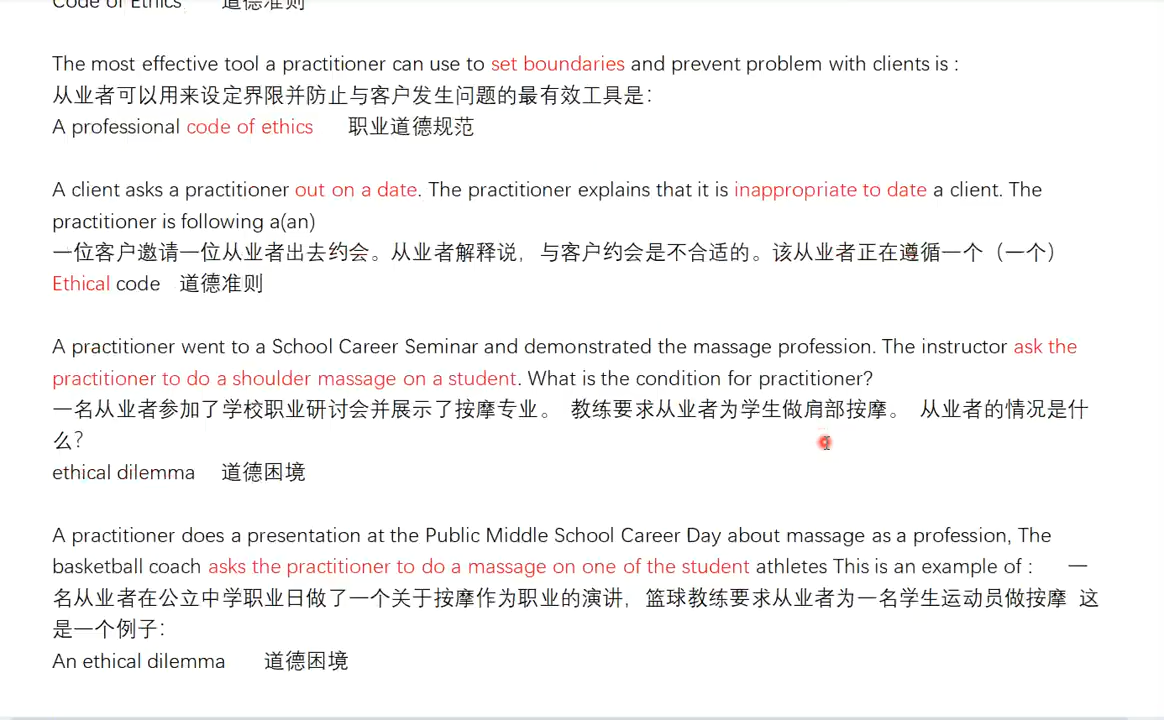 Code of Ethics 道德准则
The most effective tool a practitioner can use to set boundaries and prevent problem with clients is :
从业者可以用来设定界限并防止与客户发生问题的最有效工具是：
A professional code of ethics 职业道德规范
A client asks a practitioner out on a date. The practitioner explains that it is inappropriate to date a client. The
practitioner is following a(an)
一位客户邀请一位从业者出去约会。从业者解释说，与客户约会是不合适的。该从业者正在遵循一个（一个）
Ethical code 道德准则
A practitioner went to a School Career Seminar and demonstrated the massage profession. The instructor ask the
practitioner to do a shoulder massage on a student. What is the condition for practitioner?
一名从业者参加了学校职业研讨会并展示了按摩专业。 教练要求从业者为学生做肩部按摩。 从业者的情况是什
么？
ethical dilemma 道德困境
A practitioner does a presentation at the Public Middle School Career Day about massage as a profession, The
basketball coach asks the practitioner to do a massage on one of the student athletes This is an example of : 一
名从业者在公立中学职业日做了一个关于按摩作为职业的演讲，篮球教练要求从业者为一名学生运动员做按摩 这
是一个例子：
An ethical dilemma 道德困境